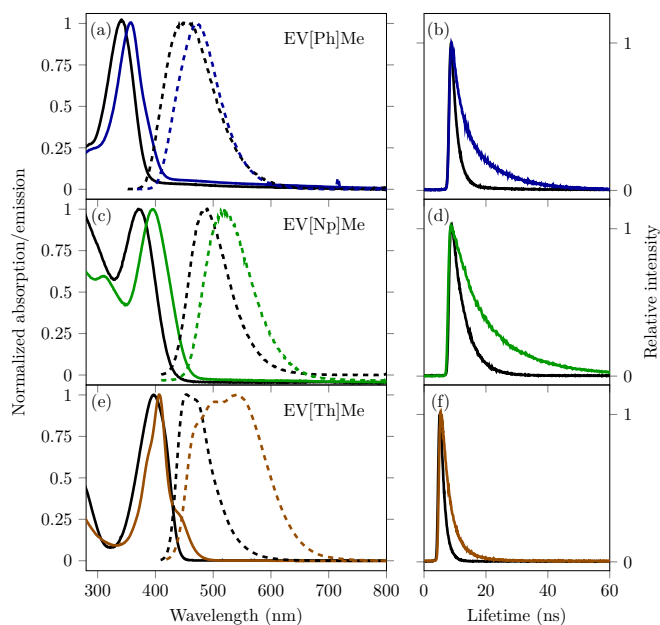 (a) EV[Ph]Me
1
0.75
0.5
0.25
0
(b)
1
0
(c) EV[Np]Me
1
0.75
0.5
0.25
0
(d)
1
0
(e) EV[Th]Me
1
0.75
0.5
0.25
0
(f)
1
0
300 400 500 600 700 800
0 20 40 60
Wavelength (nm)
Lifetime (ns)
Normalized absorption/emission
Relative intensity